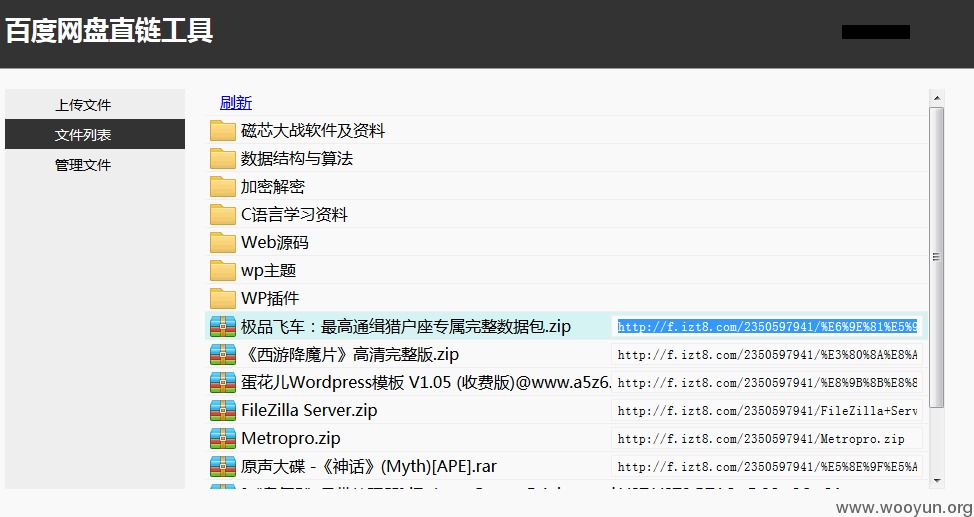 百度网盘直链工具
上传文件
文件列表
管理文件
刷新
磁芯大战软件及资料
数据结构与算法
加密解密
C语言学习资料
Web源码
wp主题
WP插件
极品飞车：最高通缉猎户座专属完整数据包.zip http://f.izt8.com/2350597941/%E6%9E%81%E5%9
《西游降魔片》高清完整版.zip http://f.izt8.com/2350597941/%E3%80%8A%E8%A
蛋花儿Wordpress模板 V1.05 (收费版)@www.a5z6. http://f.izt8.com/2350597941/%E8%9B%8B%E8%8
FileZilla Server.zip http://f.izt8.com/2350597941/FileZilla+Serv
Metropro.zip http://f.izt8.com/2350597941/Metropro.zip
原声大碟 -《神话》(Myth)[APE].rar http://f.izt8.com/2350597941/%E5%8E%9F%E5%A
www.wooyun.org